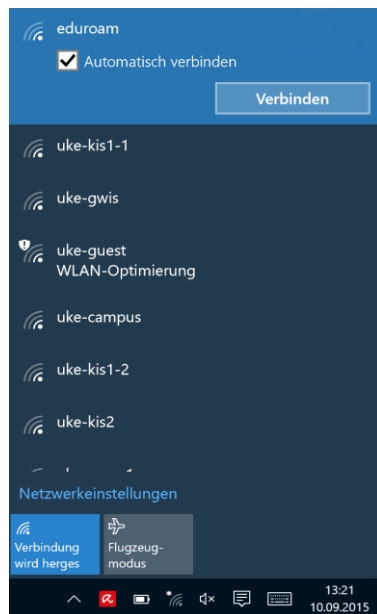 eduroam
Automatisch verbinden
Verbinden
uke-kis1-1
uke-gwis
uke-guest
WLAN-Optimierung
uke-campus
uke-kis1-2
uke-kis2
Netzwerkeinstellungen
Verbindung
wird herges
Flugzeug-
modus
13:21
10.09.2015